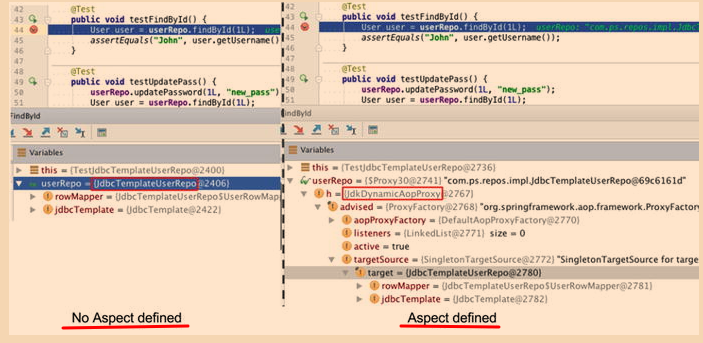 42 @Test
43 public void testFindById() {
44 User user = userRepo.findById(1L); use
45 assertEquals("John", user.getUsername()
46 }
47
48 @Test
49 public void testUpdatePass() {
50 userRepo.updatePassword(1L, "new_pass");
51 User user = userRepo.findById(1L);
FindById
Variables
this = {TestJdbcTemplateUserRepo@2400}
userRepo = {JdbcTemplateUserRepo@2406}
rowMapper = {JdbcTemplateUserRepo$UserRowMap
jdbcTemplate = {JdbcTemplate@2422}
No Aspect defined
42 @Test
43 public void testFindById() {
44 User user = userRepo.findById(1L); userRepo: "com.ps.repos.impl.Jdbc
45 assertEquals("John", user.getUsername());
46 }
47
48 @Test
49 public void testUpdatePass() {
50 userRepo.updatePassword(1L, "new_pass");
51 User user = userRepo.findById(1L);
FindById
Variables
this = {TestJdbcTemplateUserRepo@2736}
userRepo = {$Proxy30@2741} "com.ps.repos.impl.JdbcTemplateUserRepo@69c6161d"
h = {JdkDynamicAopProxy@2767}
advised = {ProxyFactory@2768} "org.springframework.aop.framework.ProxyFactory
aopProxyFactory = {DefaultAopProxyFactory@2770}
listeners = {LinkedList@2771} size = 0
active = true
targetSource = {SingletonTargetSource@2772} "SingletonTargetSource for targe
target = {JdbcTemplateUserRepo@2780}
rowMapper = {JdbcTemplateUserRepo$UserRowMapper@2781}
jdbcTemplate = {JdbcTemplate@2782}
Aspect defined